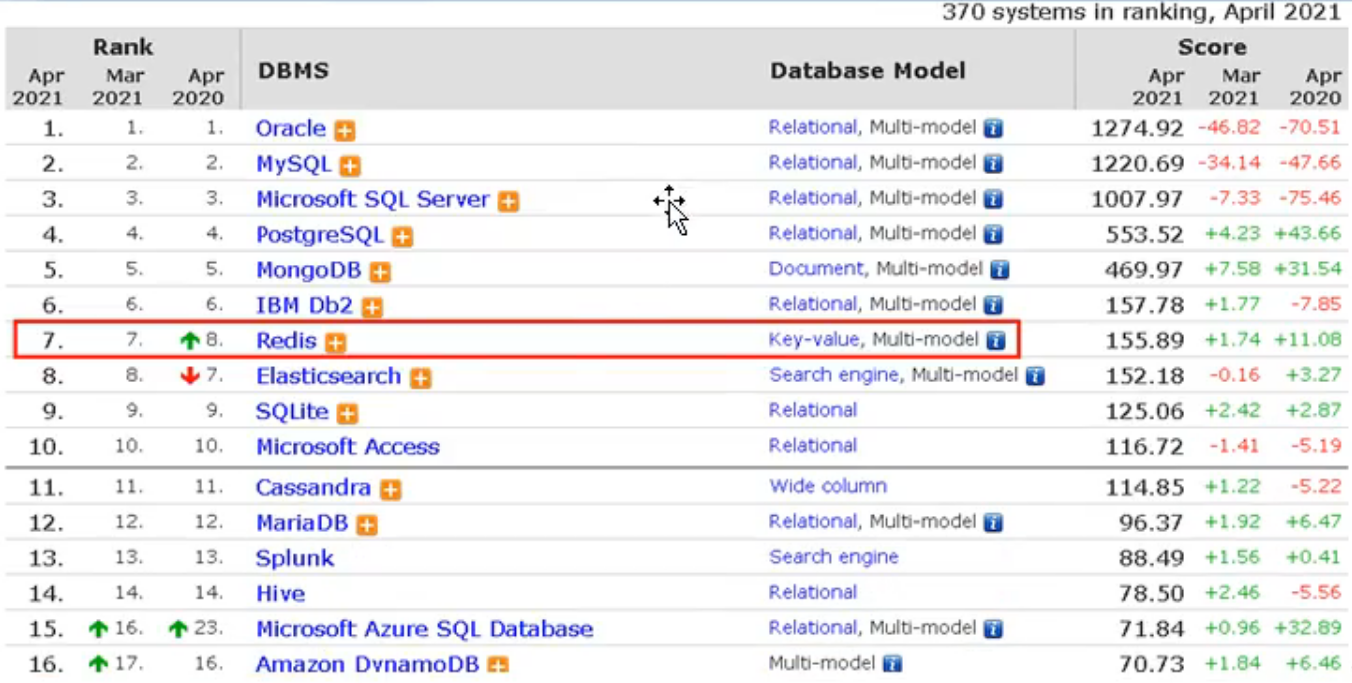 370 systems in ranking, April 2021
Rank Score
Apr 2021 Mar 2021 Apr 2020 DBMS Database Model Apr 2021 Mar 2021 Apr 2020
1. 1. 1. Oracle Relational, Multi-model 1274.92 -46.82 -70.51
2. 2. 2. MySQL Relational, Multi-model 1220.69 -34.14 -47.66
3. 3. 3. Microsoft SQL Server Relational, Multi-model 1007.97 -7.33 -75.46
4. 4. 4. PostgreSQL Relational, Multi-model 553.52 +4.23 +43.66
5. 5. 5. MongoDB Document, Multi-model 469.97 +7.58 +31.54
6. 6. 6. IBM Db2 Relational, Multi-model 157.78 +1.77 -7.85
7. 7. 8. Redis Key-value, Multi-model 155.89 +1.74 +11.08
8. 8. 7. Elasticsearch Search engine, Multi-model 152.18 -0.16 +3.27
9. 9. 9. SQLite Relational 125.06 +2.42 +2.87
10. 10. 10. Microsoft Access Relational 116.72 -1.41 -5.19
11. 11. 11. Cassandra Wide column 114.85 +1.22 -5.22
12. 12. 12. MariaDB Relational, Multi-model 96.37 +1.92 +6.47
13. 13. 13. Splunk Search engine 88.49 +1.56 +0.41
14. 14. 14. Hive Relational 78.50 +2.46 -5.56
15. 16. 23. Microsoft Azure SQL Database Relational, Multi-model 71.84 +0.96 +32.89
16. 17. 16. Amazon DynamoDB Multi-model 70.73 +1.84 +6.46